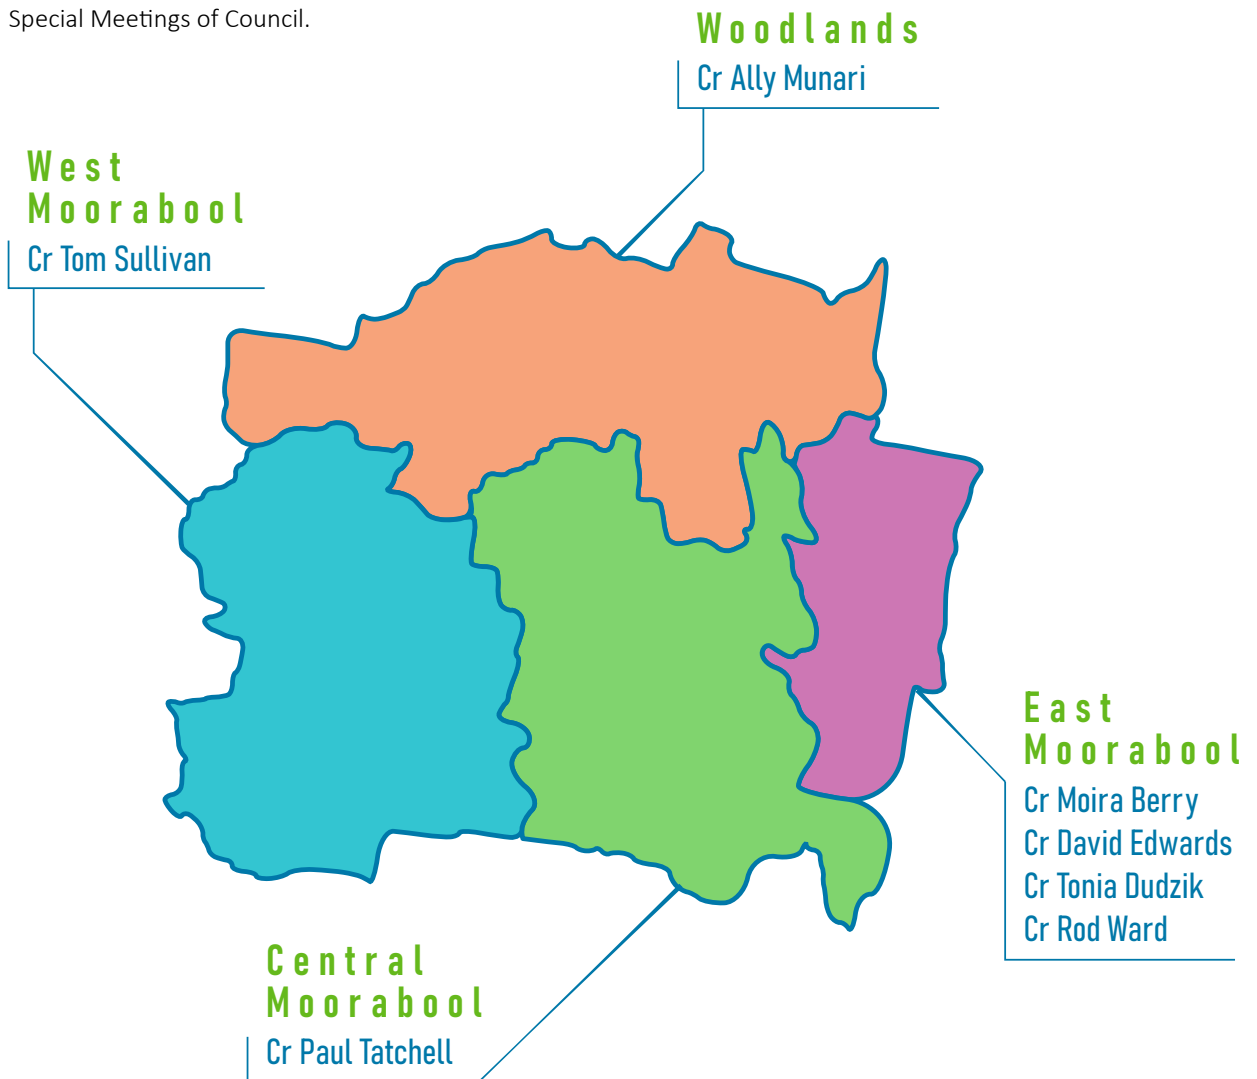 Special Meetings of Council.
Woodlands
Cr Ally Munari
West
Moorabool
Cr Tom Sullivan
East
Moorabool
Cr Moira Berry
Cr David Edwards
Cr Tonia Dudzik
Cr Rod Ward
Central
Moorabool
Cr Paul Tatchell